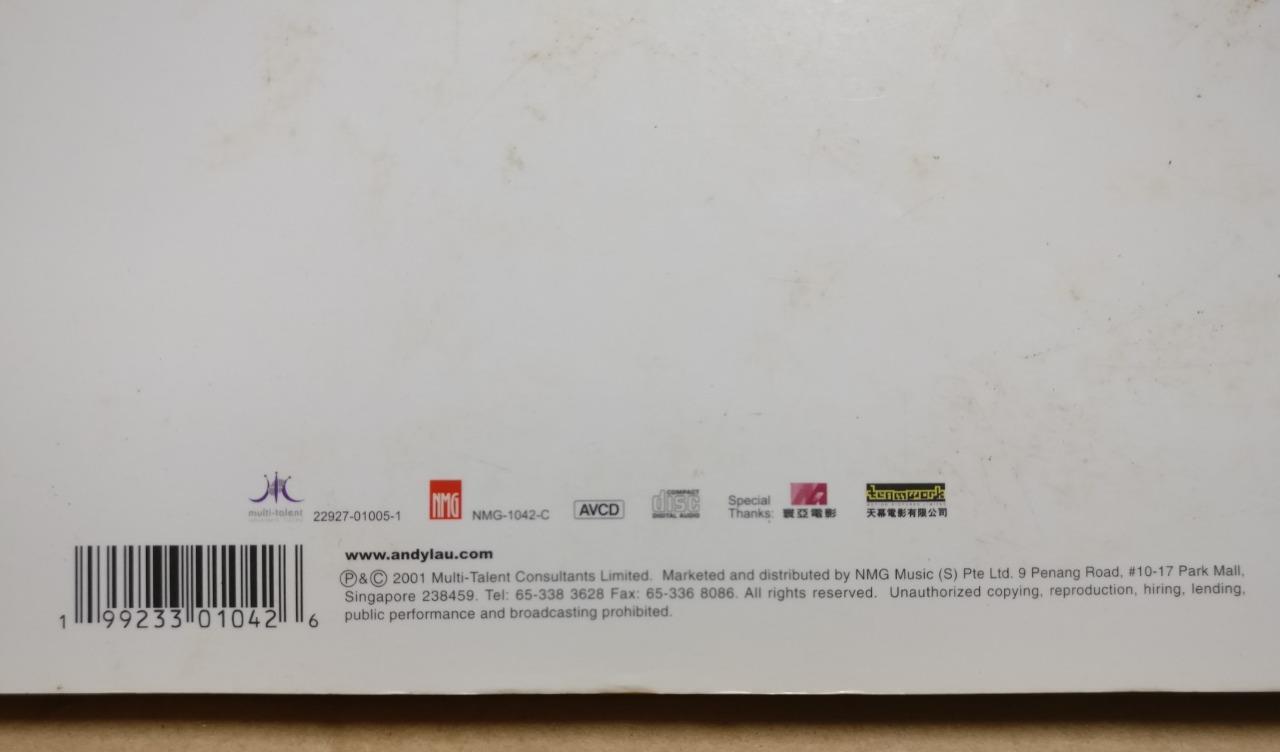 multi-talent
22927-01005-1
NMG
NMG-1042-C
AVCD
COMPACT
disc
DIGITAL AUDIO
Special
Thanks:
寰亞電影
teamwork
天幕電影有限公司
www.andylau.com
Ⓟ&Ⓒ 2001 Multi-Talent Consultants Limited. Marketed and distributed by NMG Music (S) Pte Ltd. 9 Penang Road, #10-17 Park Mall,
Singapore 238459. Tel: 65-338 3628 Fax: 65-336 8086. All rights reserved. Unauthorized copying, reproduction, hiring, lending,
public performance and broadcasting prohibited.
1 99233 01042 6